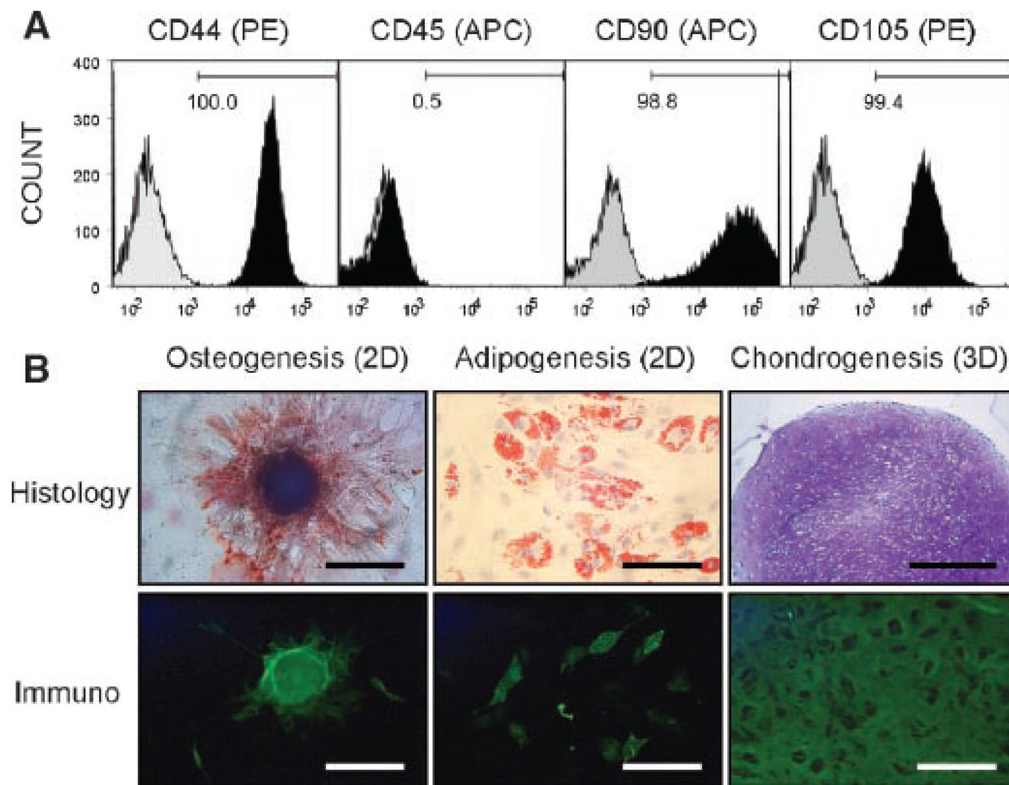 A
CD44 (PE) CD45 (APC) CD90 (APC) CD105 (PE)
400
300
200
100
0
COUNT
100.0 0.5 98.8 99.4
10² 10³ 10⁴ 10⁵ 10² 10³ 10⁴ 10⁵ 10² 10³ 10⁴ 10⁵ 10² 10³ 10⁴ 10⁵
B
Osteogenesis (2D) Adipogenesis (2D) Chondrogenesis (3D)
Histology
Immuno